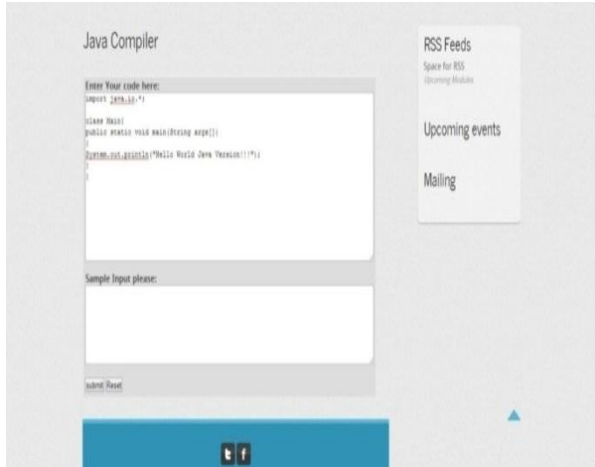 Java Compiler
Enter Your code here:
import java.io.*;

class Main{
public static void main(String args[])
{
System.out.println("Hello World Java Version!!!");
}
}
Sample Input please:
submit Reset
RSS Feeds
Space for RSS
Upcoming Modules
Upcoming events
Mailing
t f